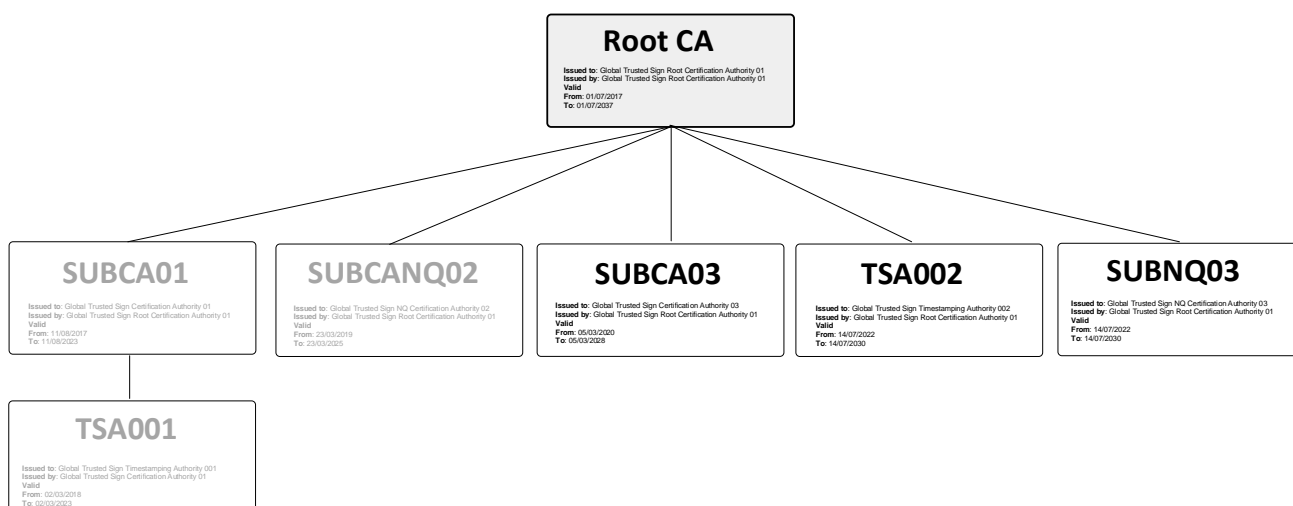 Root CA
Issued to: Global Trusted Sign Root Certification Authority 01
Issued by: Global Trusted Sign Root Certification Authority 01
Valid
From: 01/07/2017
To: 01/07/2037
SUBCA01
Issued to: Global Trusted Sign Certification Authority 01
Issued by: Global Trusted Sign Root Certification Authority 01
Valid
From: 11/08/2017
To: 11/08/2023
SUBCANQ02
Issued to: Global Trusted Sign NQ Certification Authority 02
Issued by: Global Trusted Sign Root Certification Authority 01
Valid
From: 23/03/2019
To: 23/03/2025
SUBCA03
Issued to: Global Trusted Sign Certification Authority 03
Issued by: Global Trusted Sign Root Certification Authority 01
Valid
From: 05/03/2020
To: 05/03/2028
TSA002
Issued to: Global Trusted Sign Timestamping Authority 002
Issued by: Global Trusted Sign Root Certification Authority 01
Valid
From: 14/07/2022
To: 14/07/2030
SUBNQ03
Issued to: Global Trusted Sign NQ Certification Authority 03
Issued by: Global Trusted Sign Root Certification Authority 01
Valid
From: 14/07/2022
To: 14/07/2030
TSA001
Issued to: Global Trusted Sign Timestamping Authority 001
Issued by: Global Trusted Sign Certification Authority 01
Valid
From: 02/03/2018
To: 02/03/2023